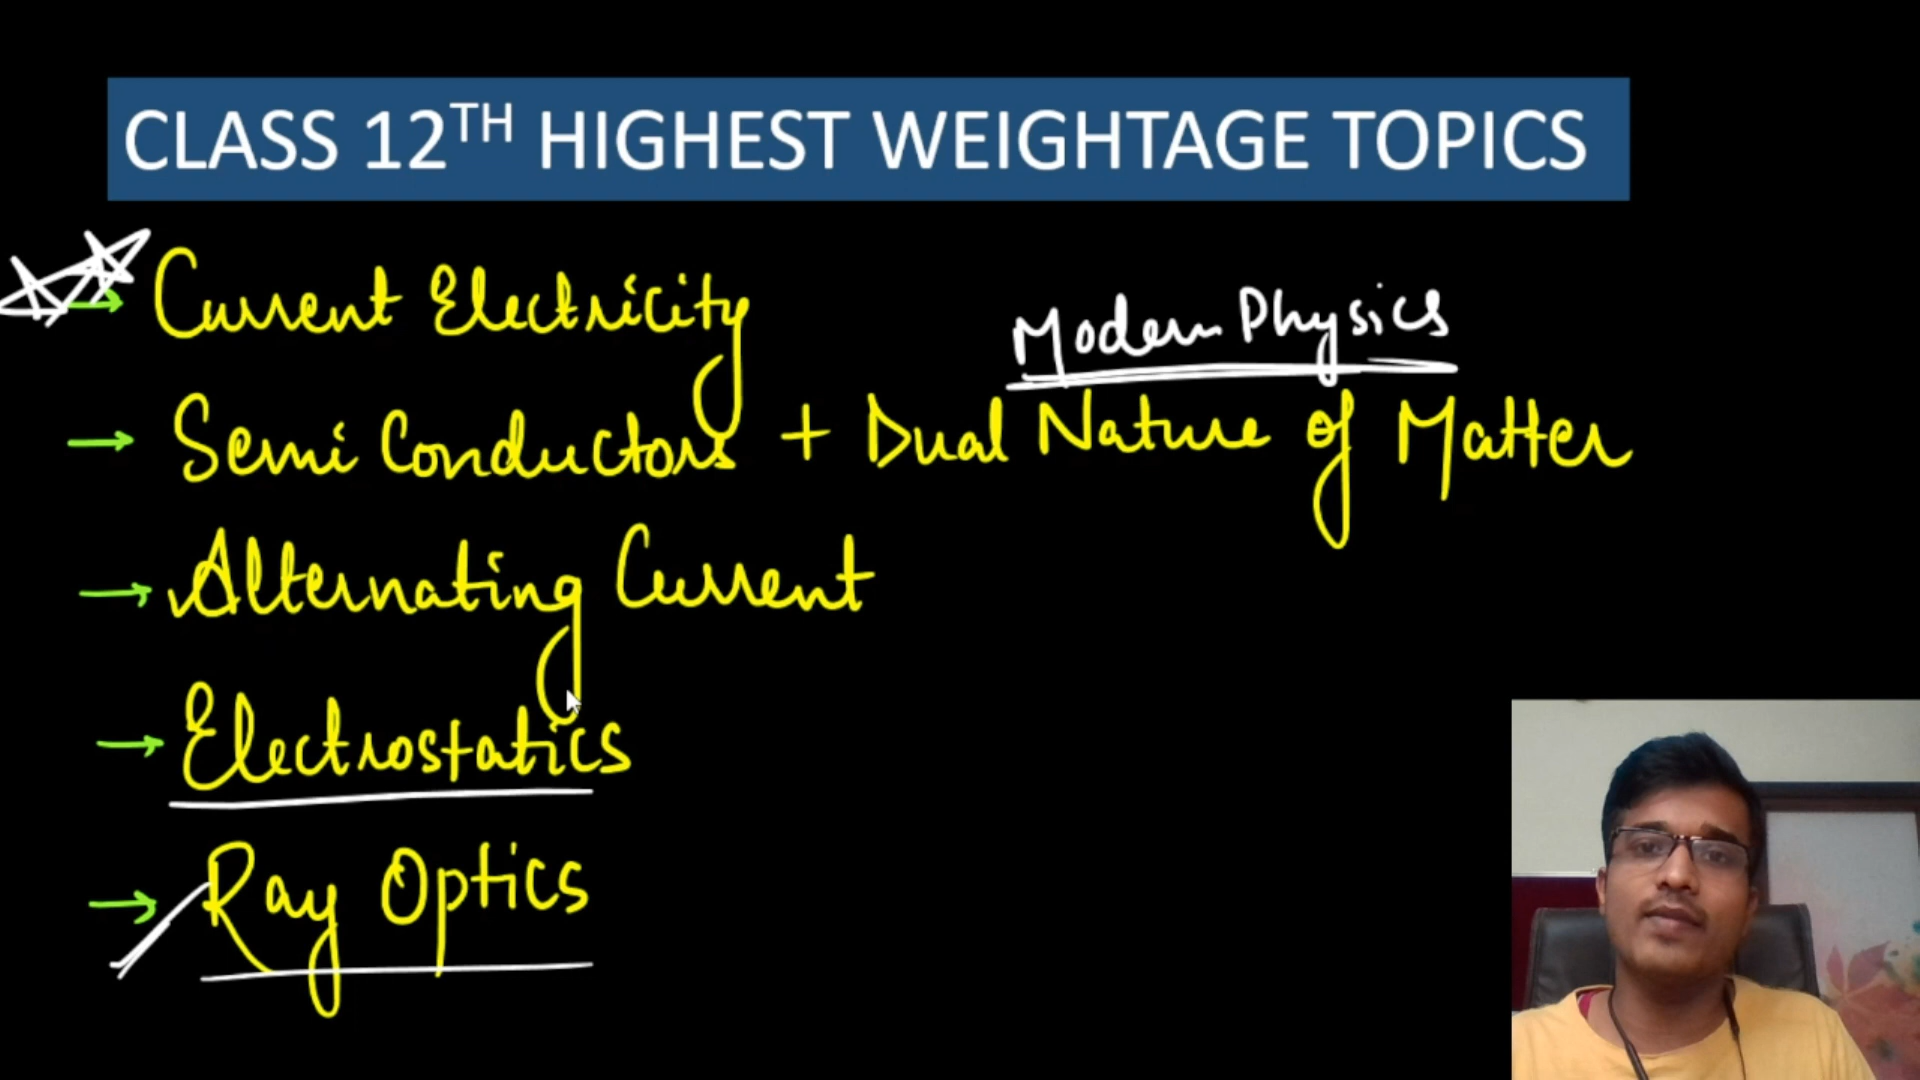 CLASS 12TH HIGHEST WEIGHTAGE TOPICS
→ Current Electricity
Modern Physics
→ Semi Conductors + Dual Nature of Matter
→ Alternating Current
→ Electrostatics
→ Ray Optics